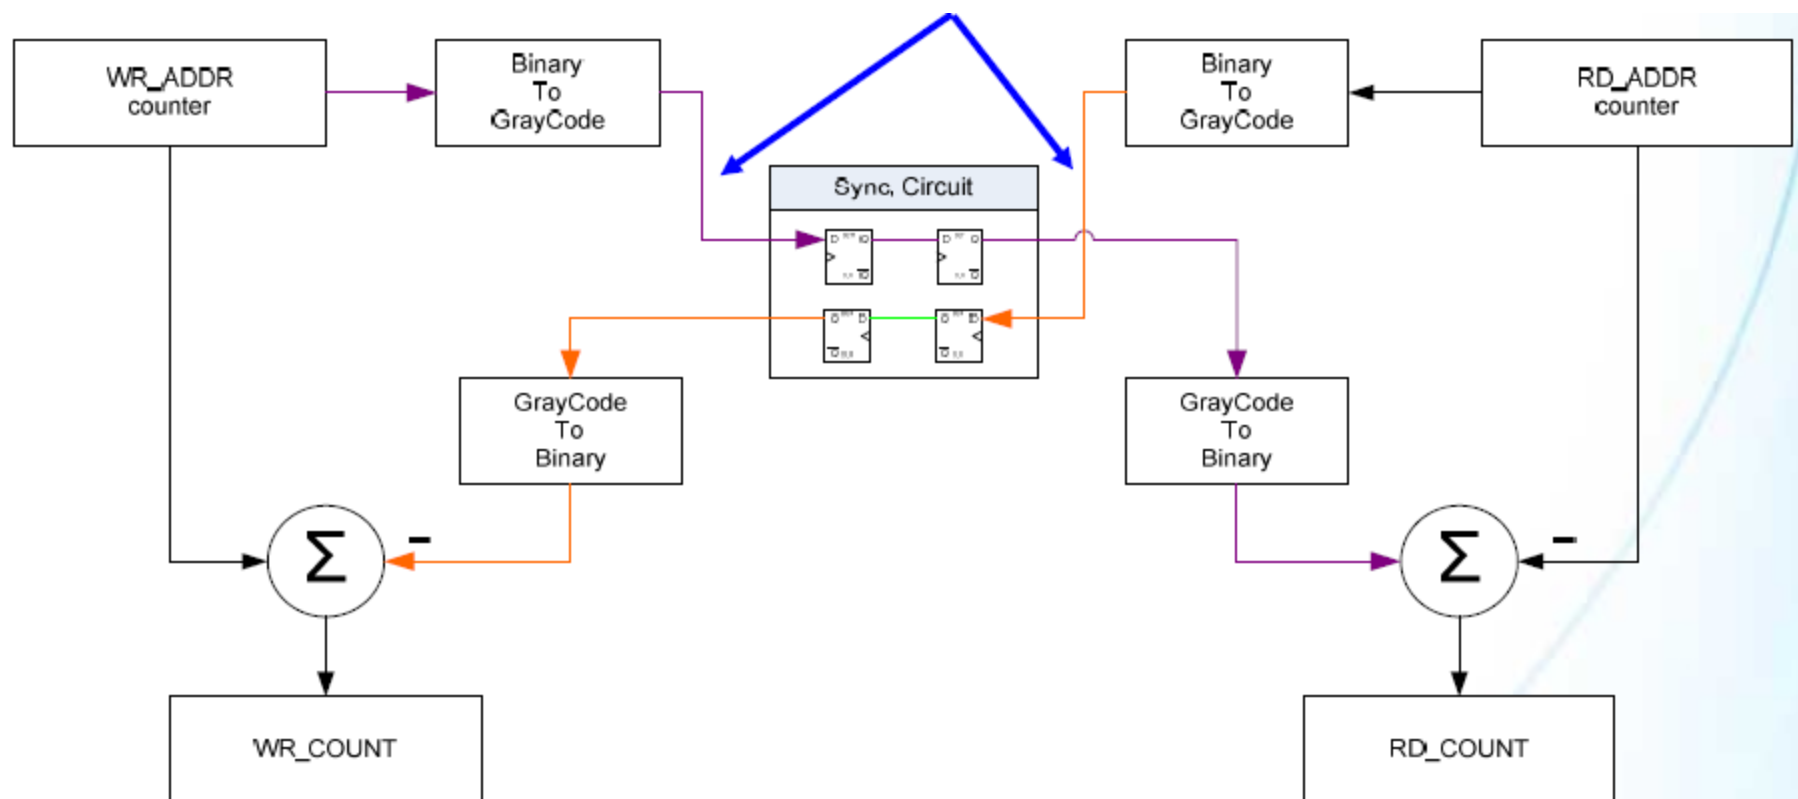 WR_ADDR
counter
Binary
To
GrayCode
Binary
To
GrayCode
RD_ADDR
counter
Sync. Circuit
D
Q
D
Q
Q
Q
Q
D
Q
D
Q
Q
GrayCode
To
Binary
GrayCode
To
Binary
Σ
-
Σ
-
WR_COUNT
RD_COUNT